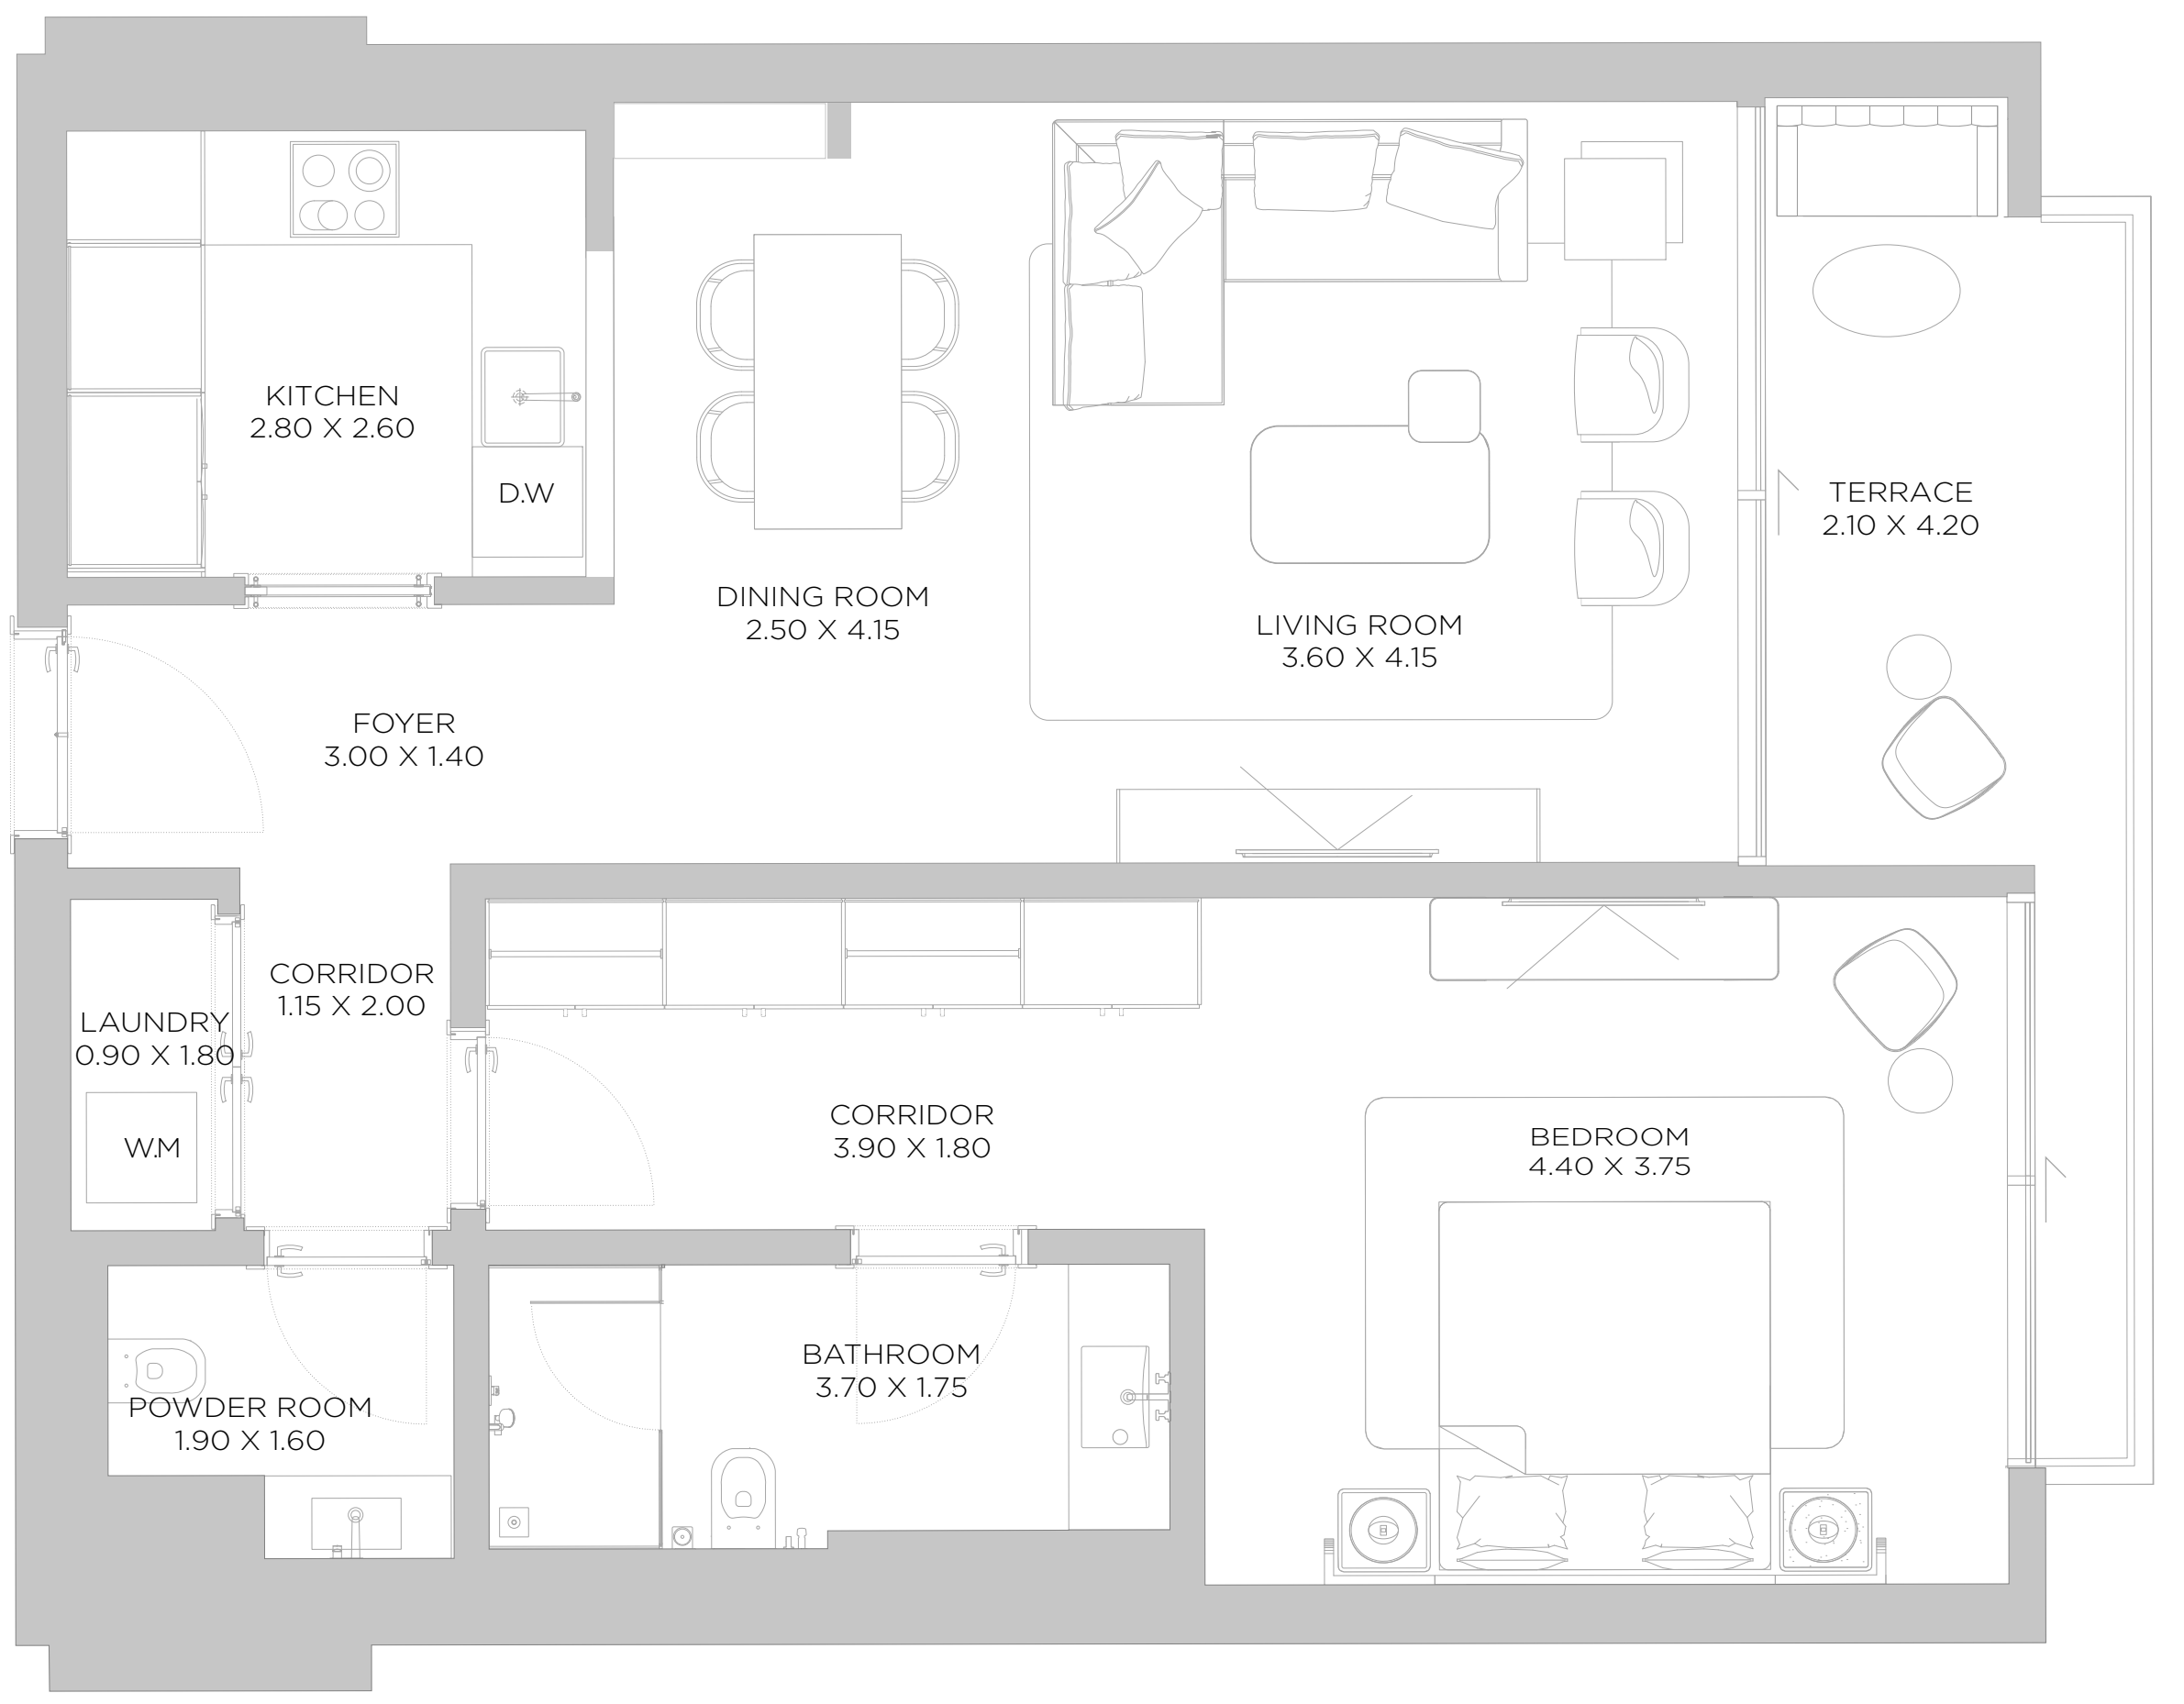 KITCHEN
2.80 X 2.60
D.W
TERRACE
2.10 X 4.20
DINING ROOM
2.50 X 4.15
LIVING ROOM
3.60 X 4.15
FOYER
3.00 X 1.40
CORRIDOR
1.15 X 2.00
LAUNDRY
0.90 X 1.80
W.M
CORRIDOR
3.90 X 1.80
BEDROOM
4.40 X 3.75
BATHROOM
3.70 X 1.75
POWDER ROOM
1.90 X 1.60